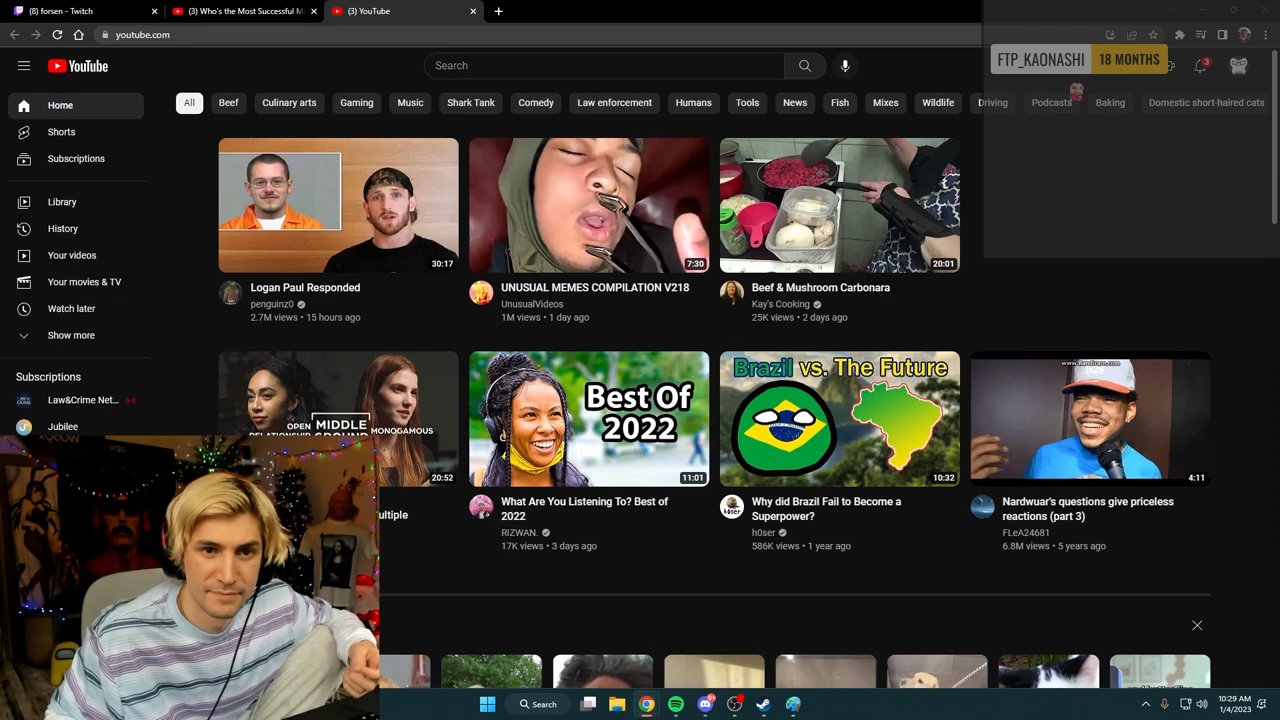 (8) forsen - Twitch
(3) Who's the Most Successful M
(3) YouTube
youtube.com
FTP_KAONASHI
18 MONTHS
YouTube
Search
3
All
Beef
Culinary arts
Gaming
Music
Shark Tank
Comedy
Law enforcement
Humans
Tools
News
Fish
Mixes
Wildlife
Driving
Podcasts
Baking
Domestic short-haired cats
Home
Shorts
Subscriptions
Library
History
Your videos
Your movies & TV
Watch later
Show more
Subscriptions
Law&Crime Net...
Jubilee
30:17
Logan Paul Responded
penguinz0
2.7M views • 15 hours ago
7:30
UNUSUAL MEMES COMPILATION V218
UnusualVideos
1M views • 1 day ago
20:01
Beef & Mushroom Carbonara
Kay's Cooking
25K views • 2 days ago
OPEN
MIDDLE
MONOGAMOUS
20:52
ultiple
Best Of
2022
11:01
What Are You Listening To? Best of
2022
RIZWAN.
17K views • 3 days ago
Brazil vs. The Future
10:32
h0ser
Why did Brazil Fail to Become a
Superpower?
h0ser
586K views • 1 year ago
4:11
Nardwuar's questions give priceless
reactions (part 3)
FLeA24681
6.8M views • 5 years ago
Search
10:29 AM
1/4/2023